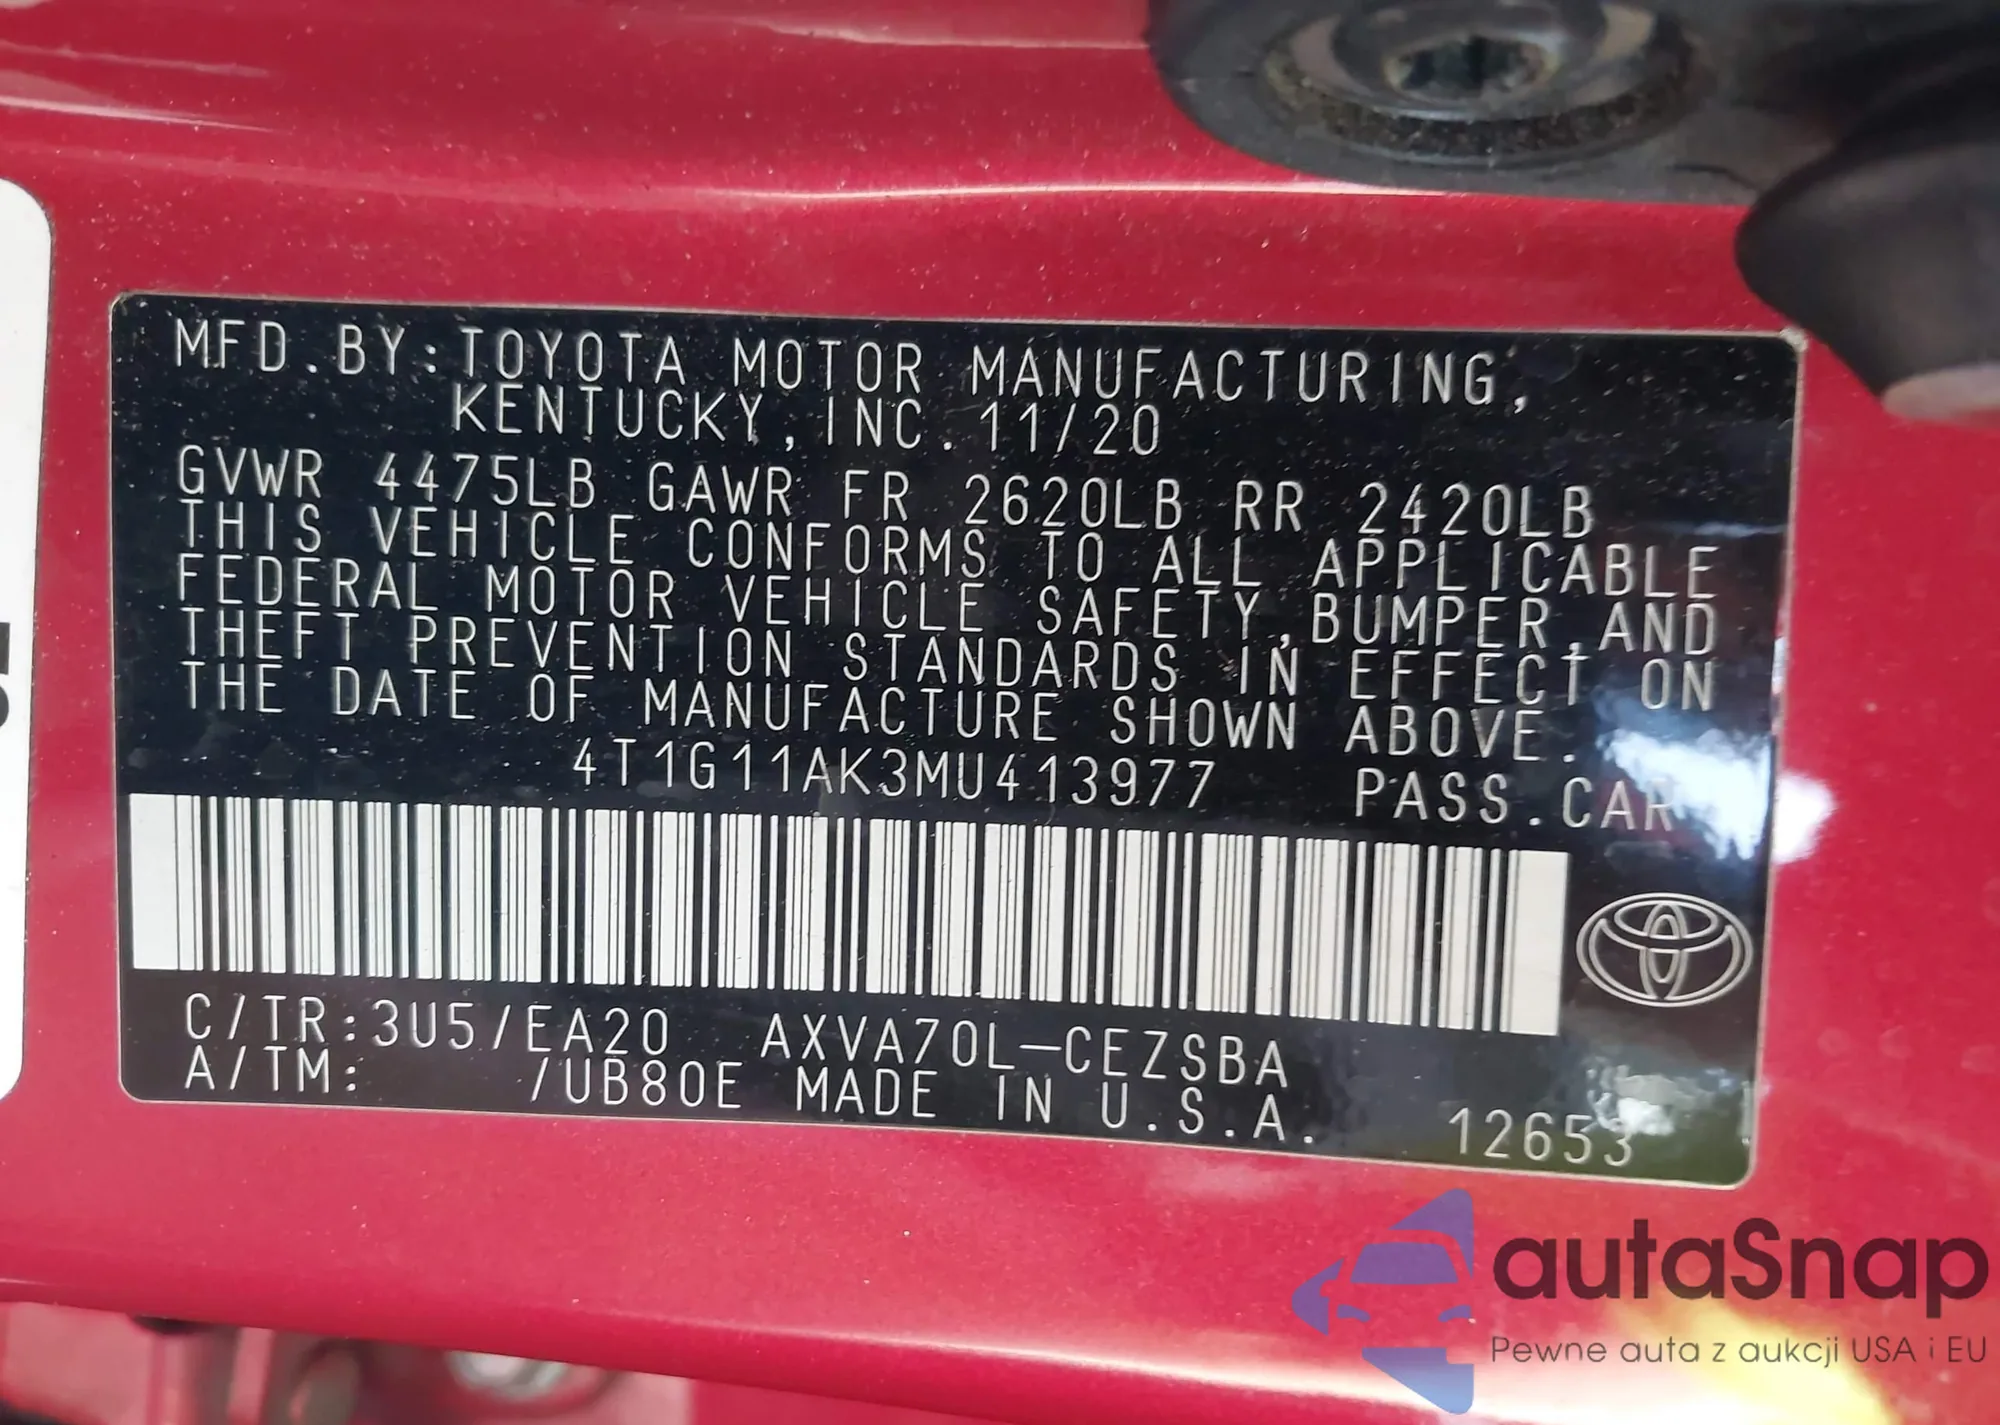 MFD.BY:TOYOTA MOTOR MANUFACTURING,
KENTUCKY, INC. 11/20
GVWR 4475LB GAWR FR 2620LB RR 2420LB
THIS VEHICLE CONFORMS TO ALL APPLICABLE
FEDERAL MOTOR VEHICLE SAFETY,BUMPER,AND
THEFT PREVENTION STANDARDS IN EFFECT ON
THE DATE OF MANUFACTURE SHOWN ABOVE.
4T1G11AK3MU413977 PASS.CAR
C/TR:3U5/EA20 AXVA70L-CEZSBA
A/TM: /UB80E MADE IN U.S.A.
12653
autaSnap
Pewne auta z aukcji USA i EU